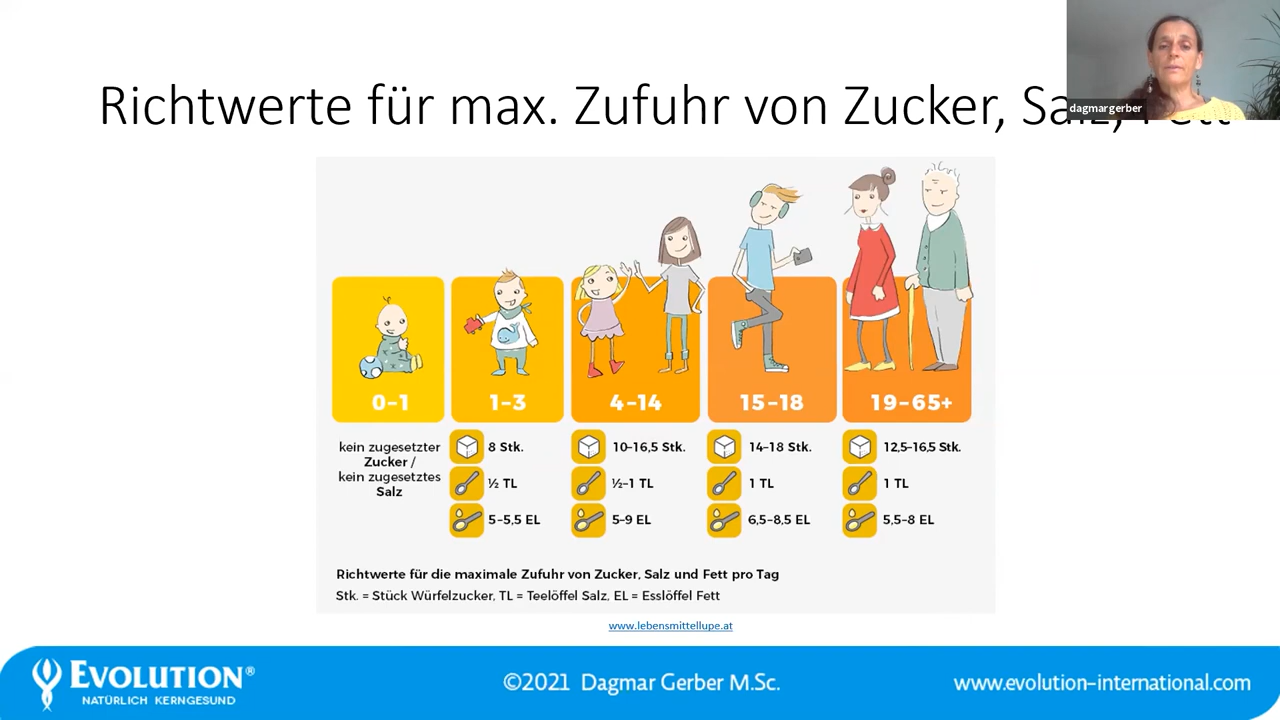 Richtwerte für max. Zufuhr von Zucker, Salz, Fett
dagmargerber
0–1
1–3
4–14
15–18
19–65+
kein zugesetzter
Zucker /
kein zugesetztes
Salz
8 Stk.
½ TL
5–5,5 EL
10–16,5 Stk.
½–1 TL
5–9 EL
14–18 Stk.
1 TL
6,5–8,5 EL
12,5–16,5 Stk.
1 TL
5,5–8 EL
Richtwerte für die maximale Zufuhr von Zucker, Salz und Fett pro Tag
Stk. = Stück Würfelzucker, TL = Teelöffel Salz, EL = Esslöffel Fett
www.lebensmittellupe.at
EVOLUTION®
NATÜRLICH KERNGESUND
©2021 Dagmar Gerber M.Sc.
www.evolution-international.com